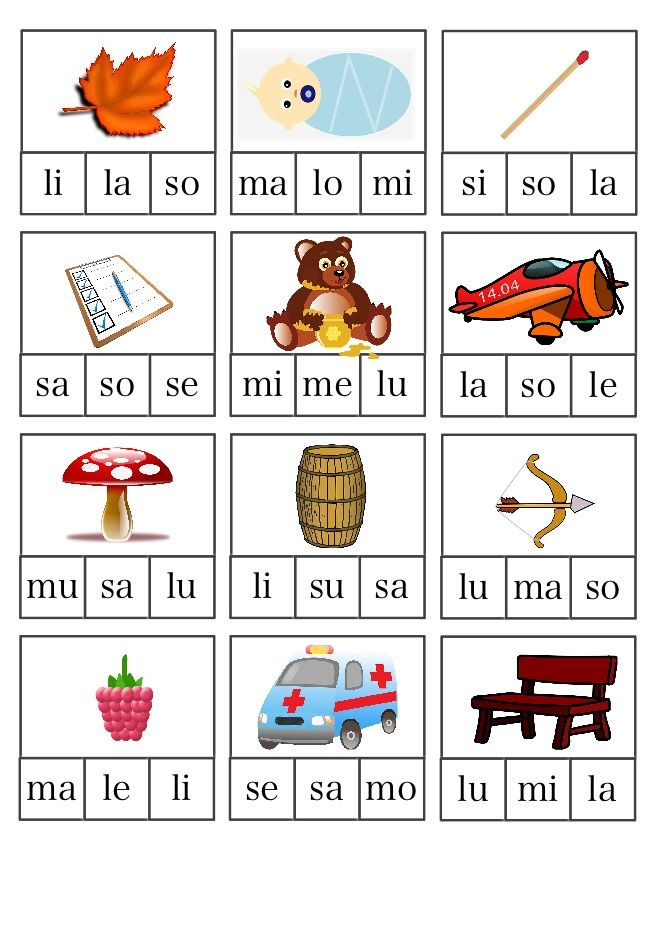 li la so
ma lo mi
si so la
sa so se
mi me lu
14.04
la so le
mu sa lu
li su sa
lu ma so
ma le li
se sa mo
lu mi la